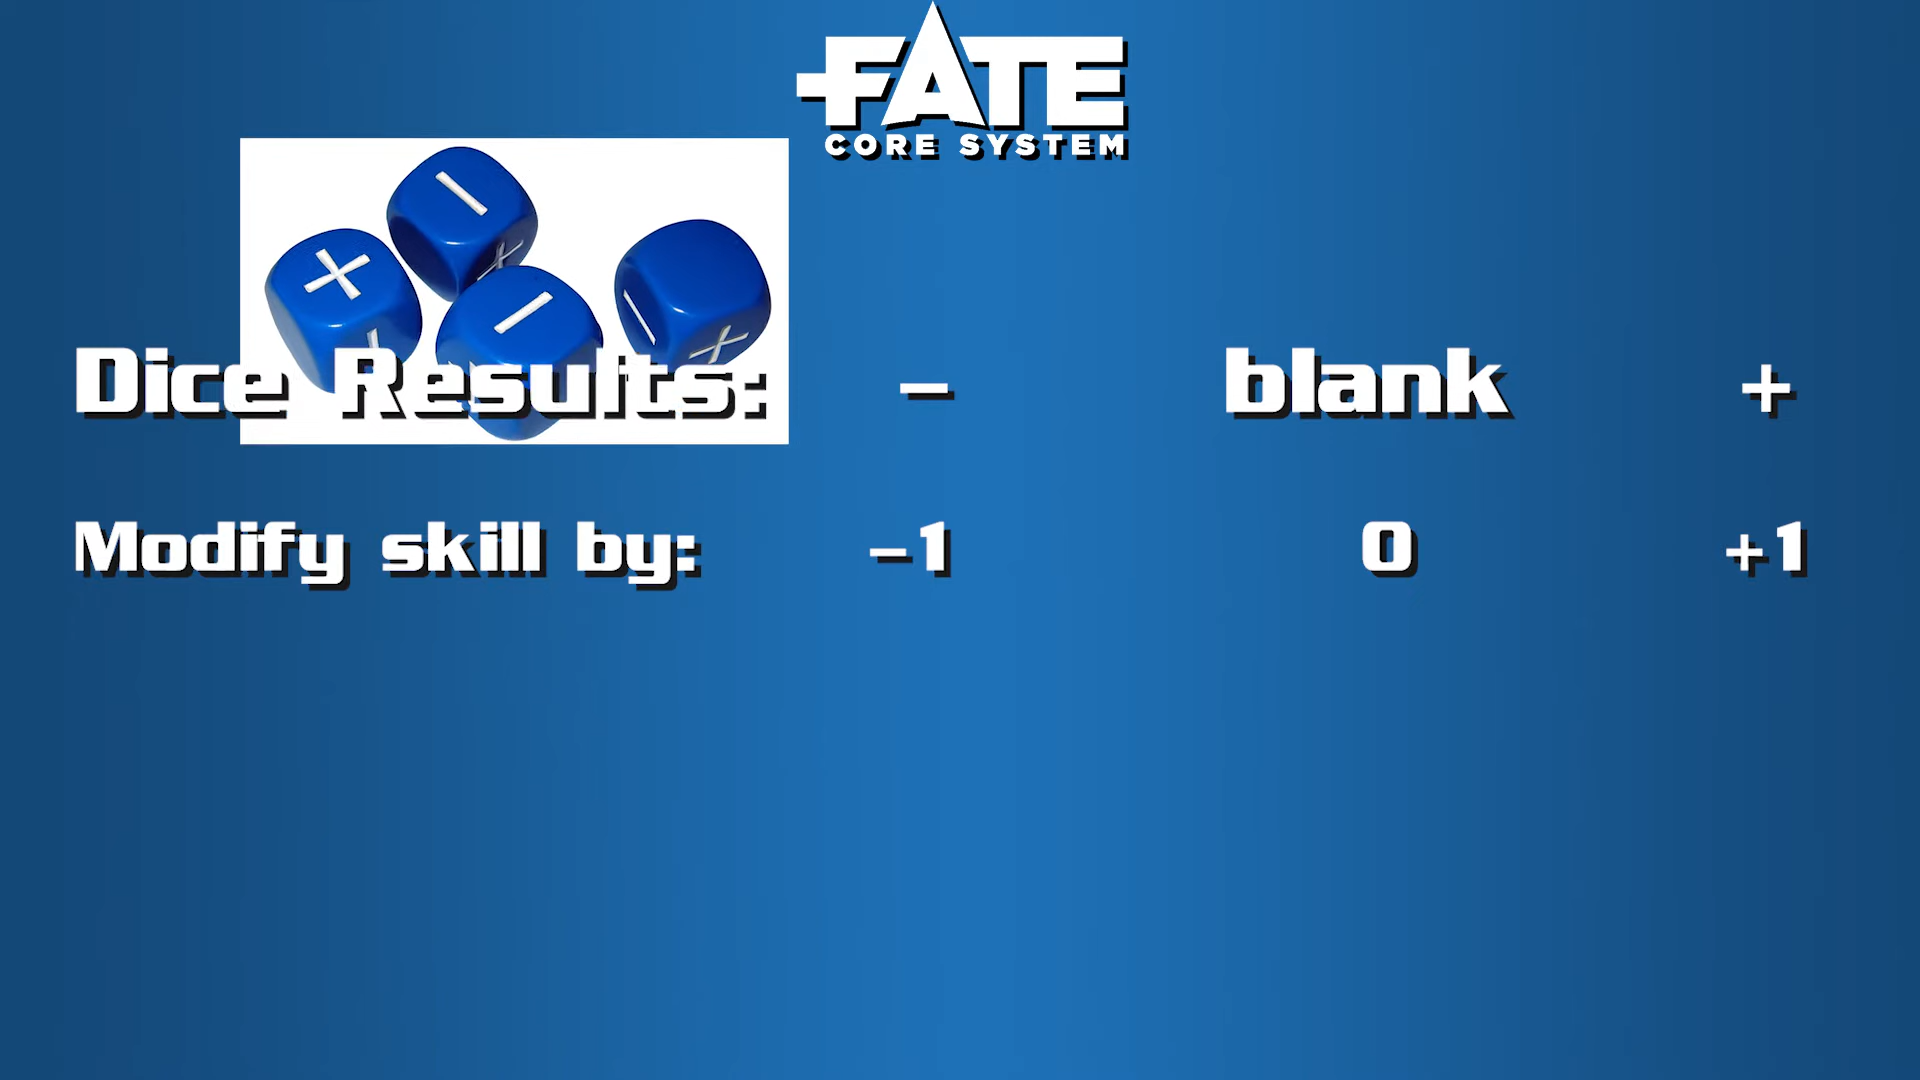 FATE
CORE SYSTEM
Dice Results: – blank +
Modify skill by: –1 0 +1